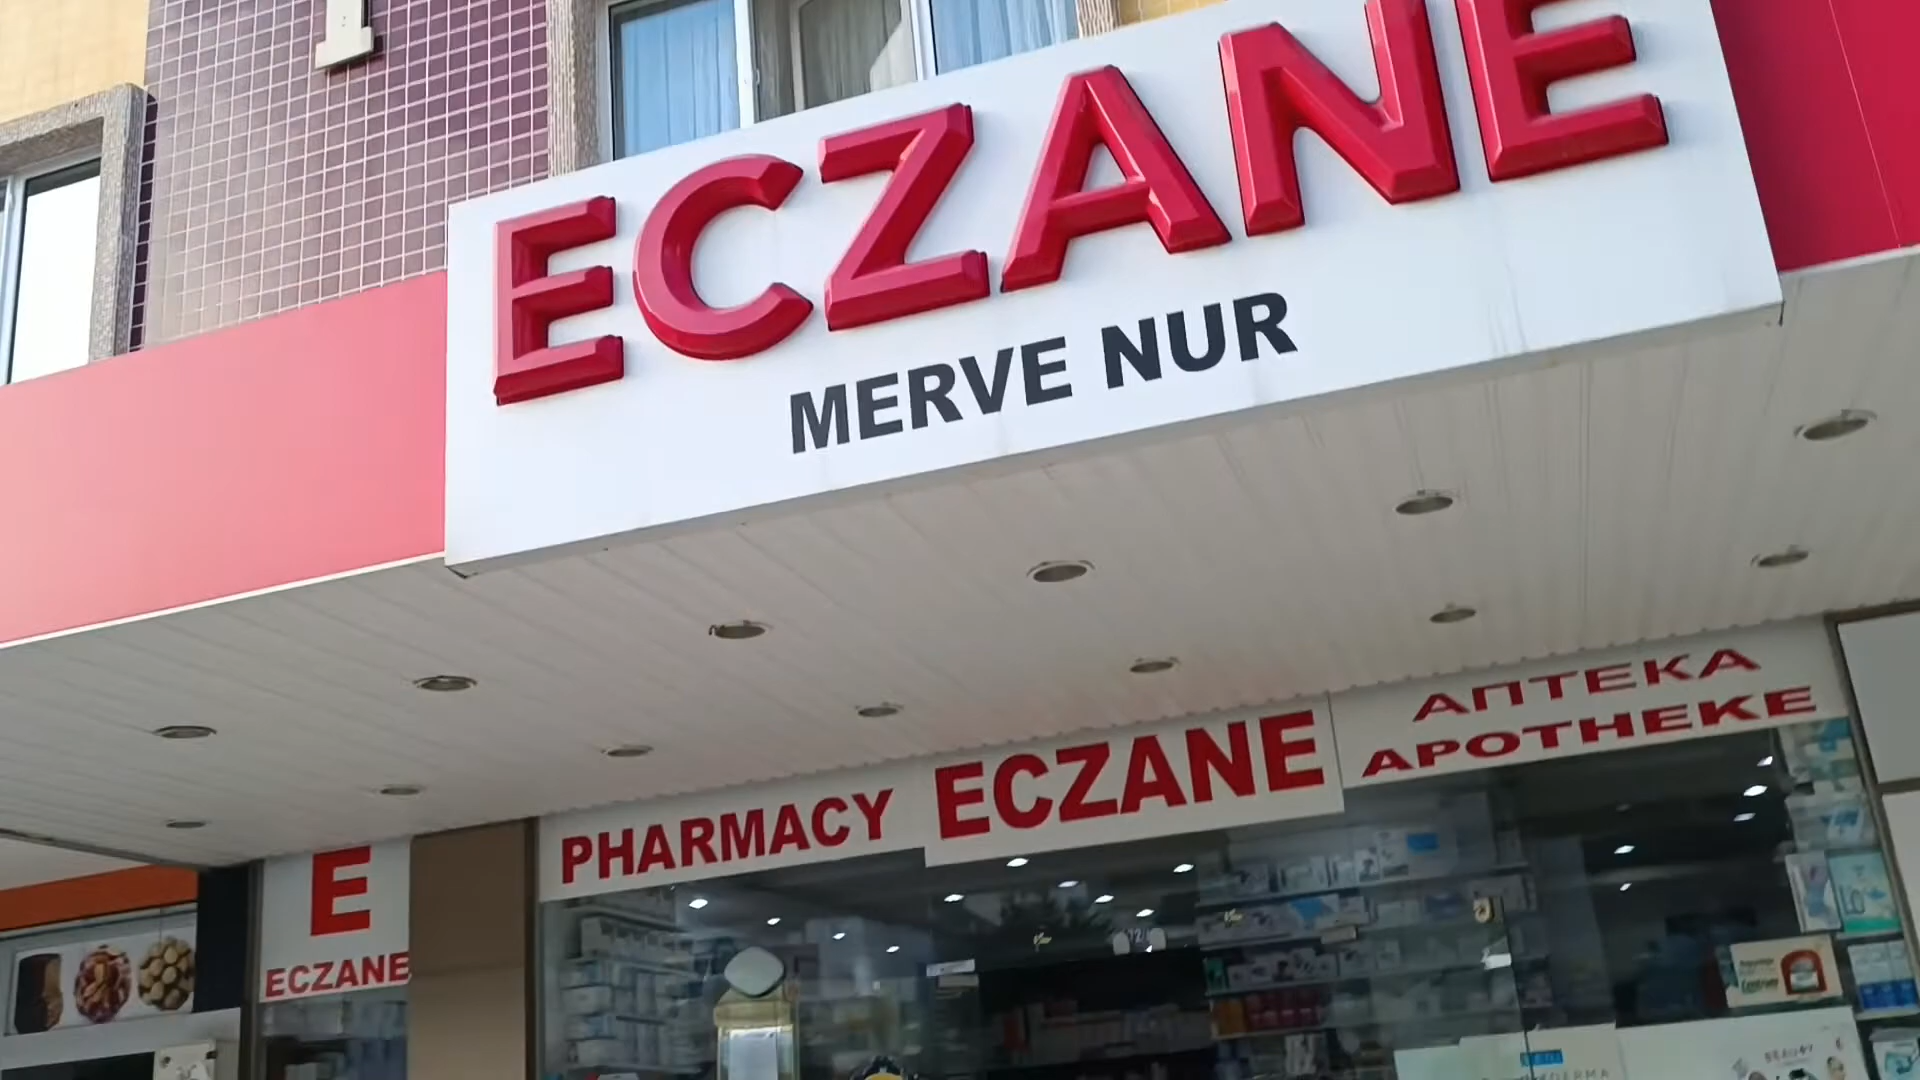 ECZANE
MERVE NUR
АПТЕКА
PHARMACY ECZANE APOTHEKE
E
ECZANE